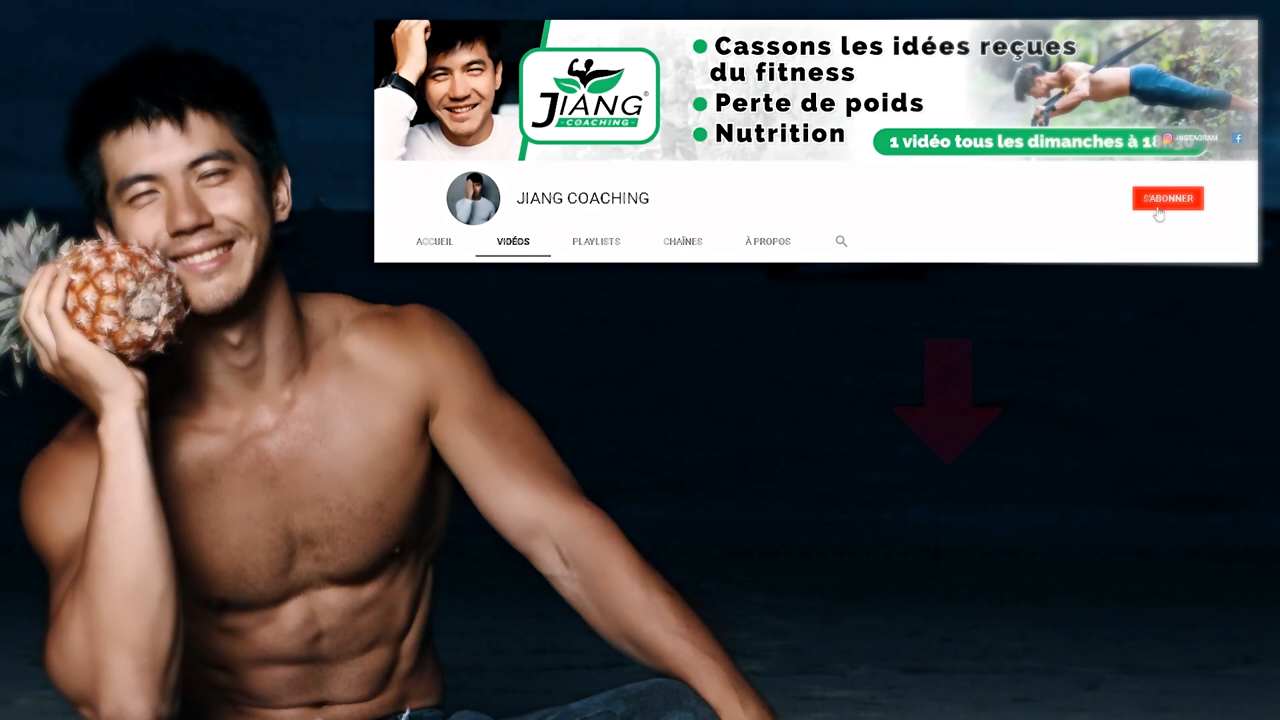 Cassons les idées reçues
du fitness
JIANG®
COACHING
Perte de poids
Nutrition
1 vidéo tous les dimanches à 18
INSTAGRAM
JIANG COACHING
S'ABONNER
ACCUEIL VIDÉOS PLAYLISTS CHAÎNES À PROPOS